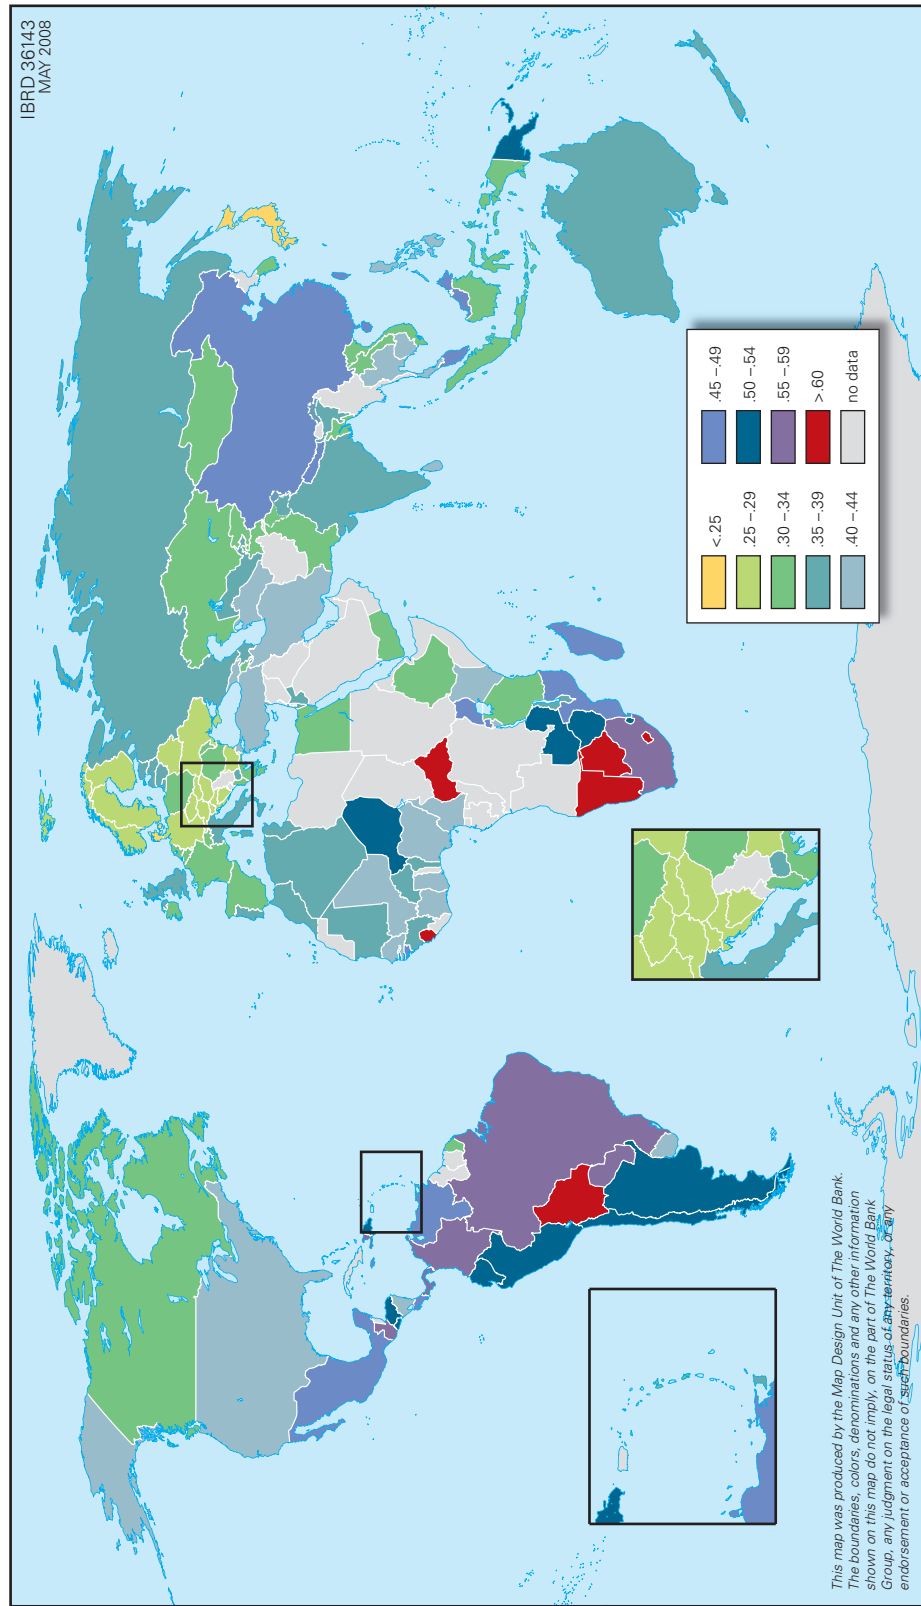 IBRD 36143
MAY 2008
<.25
.25 –.29
.30 –.34
.35 –.39
.40 –.44
.45 –.49
.50 –.54
.55 –.59
>.60
no data
This map was produced by the Map Design Unit of The World Bank.
The boundaries, colors, denominations and any other information
shown on this map do not imply, on the part of The World Bank
Group, any judgment on the legal status of any territory, or any
endorsement or acceptance of such boundaries.